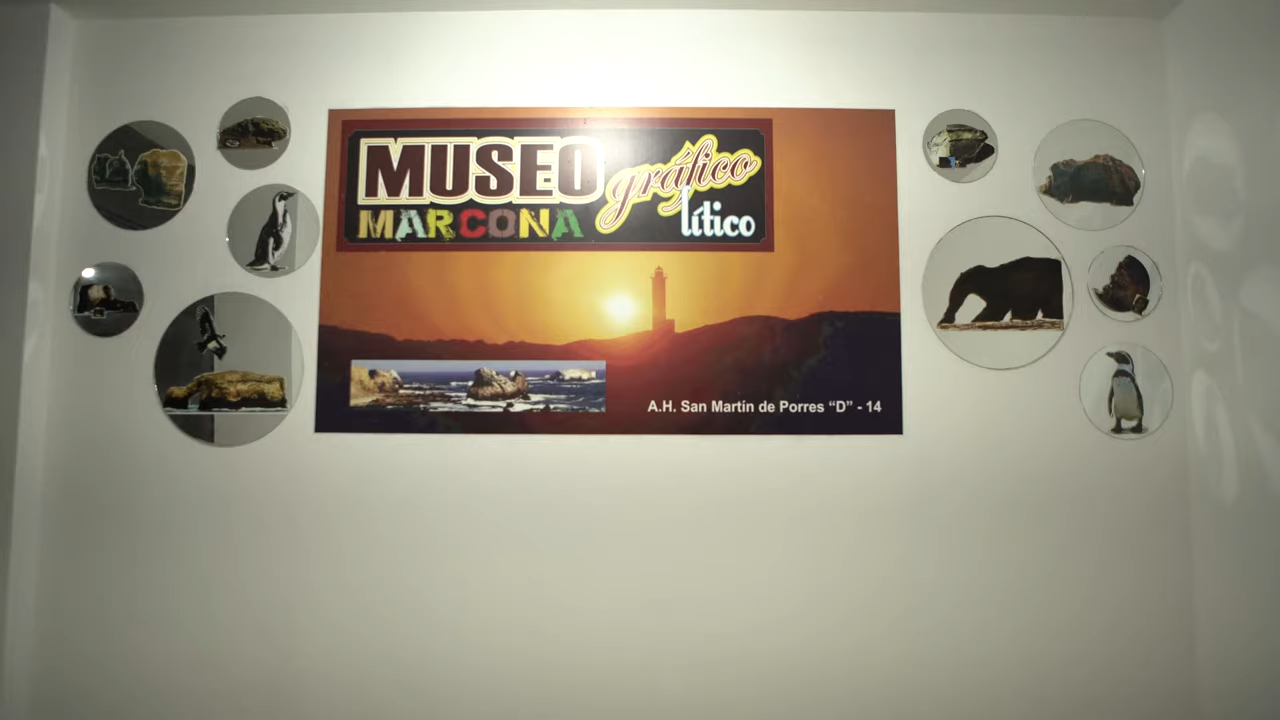 MUSEO gráfico
MARCONA lítico
A.H. San Martín de Porres “D” - 14